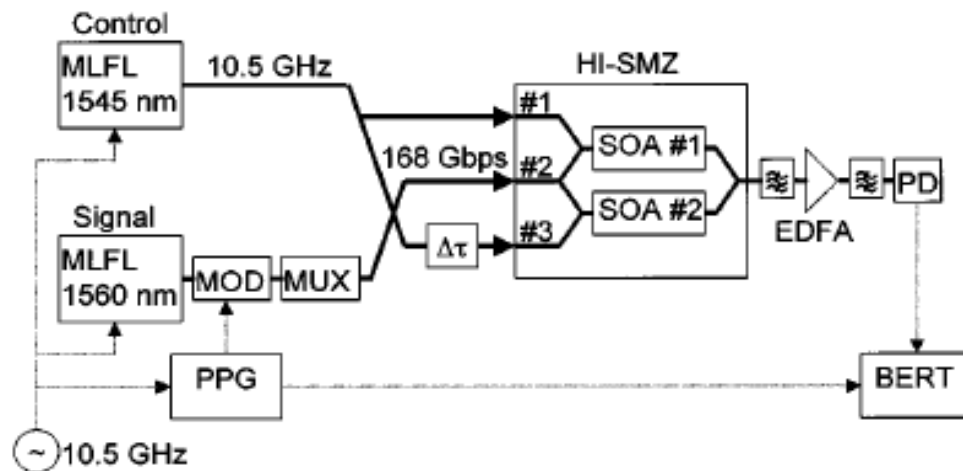 Control
MLFL
1545 nm
10.5 GHz
HI-SMZ
#1
SOA #1
168 Gbps
#2
SOA #2
#3
Δτ
PD
EDFA
Signal
MLFL
1560 nm
MOD
MUX
PPG
BERT
~
10.5 GHz